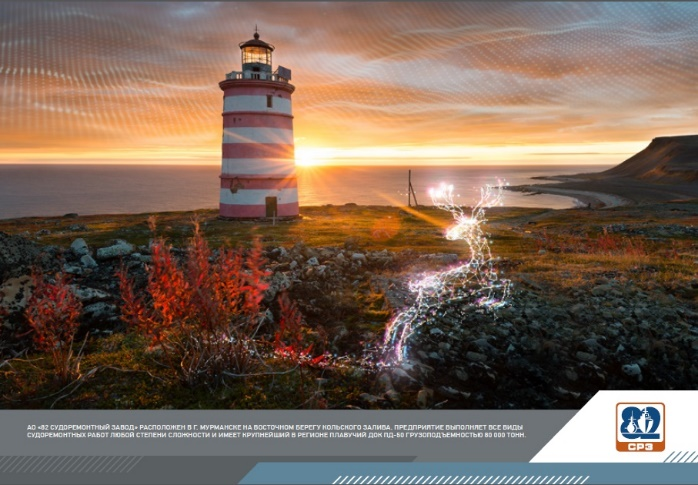 АО «82 СУДОРЕМОНТНЫЙ ЗАВОД» РАСПОЛОЖЕН В Г. МУРМАНСКЕ НА ВОСТОЧНОМ БЕРЕГУ КОЛЬСКОГО ЗАЛИВА. ПРЕДПРИЯТИЕ ВЫПОЛНЯЕТ ВСЕ ВИДЫ
СУДОРЕМОНТНЫХ РАБОТ ЛЮБОЙ СТЕПЕНИ СЛОЖНОСТИ И ИМЕЕТ КРУПНЕЙШИЙ В РЕГИОНЕ ПЛАВУЧИЙ ДОК ПД-50 ГРУЗОПОДЪЕМНОСТЬЮ 80 000 ТОНН.
82
СРЗ